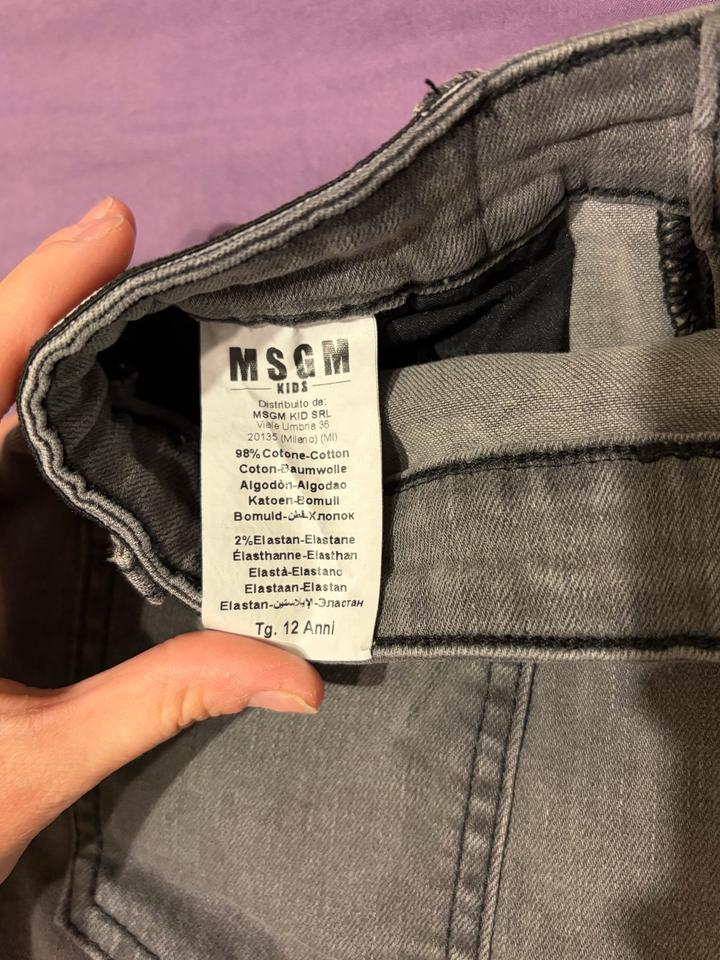 MSGM
KIDS
Distribuito da:
MSGM KID SRL
Viale Umbria 36
20135 (Milano) (MI)
98%Cotone-Cotton
Coton-Baumwolle
Algodòn-Algodao
Katoen-Bomull
Bomuld-قطن-Хлопок
2%Elastan-Elastane
Élasthanne-Elasthan
Elastà-Elastano
Elastaan-Elastan
Elastan-الإيلاستين-Эластан
Tg. 12 Anni